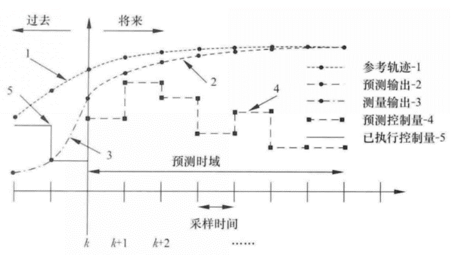 过去 将来
1
5
2
4
3
参考轨迹-1
预测输出-2
测量输出-3
预测控制量-4
已执行控制量-5
预测时域
采样时间
k k+1 k+2 ……